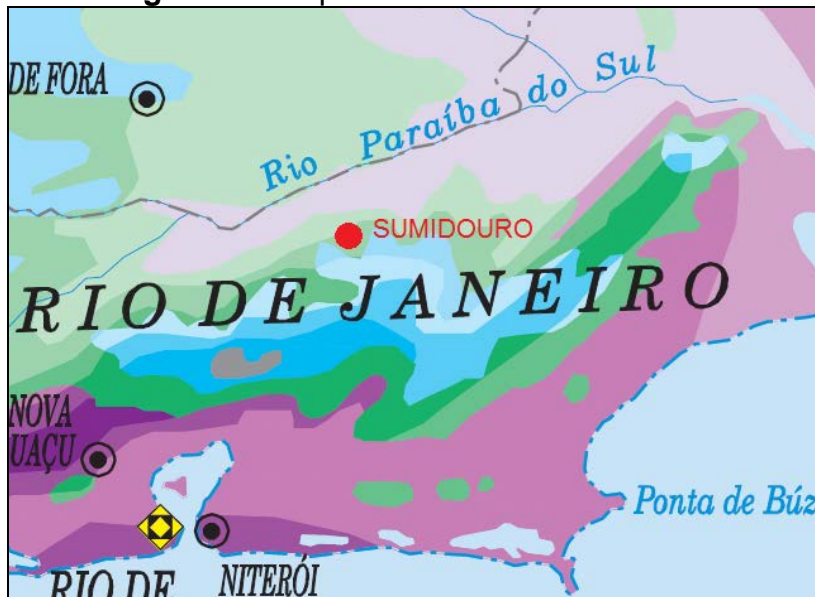 DE FORA
Rio Paraíba do Sul
SUMIDOURO
RIO DE JANEIRO
NOVA
UAÇU
Ponta de Búz
RIO DE
NITERÓI